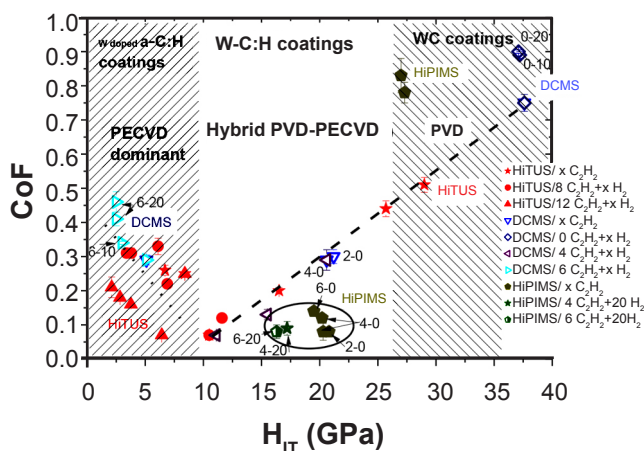 W doped a-C:H coatings
W-C:H coatings
WC coatings
PECVD dominant
Hybrid PVD-PECVD
PVD
0-20
0-10
DCMS
HiPIMS
HiTUS
6-20
DCMS
6-10
HiTUS
2-0
4-0
6-0
HiPIMS
4-0
6-20
4-20
2-0
HiTUS/ x C2H2
HiTUS/8 C2H2+x H2
HiTUS/12 C2H2+x H2
DCMS/x C2H2
DCMS/ 0 C2H2+x H2
DCMS/ 4 C2H2+x H2
DCMS/ 6 C2H2+x H2
HiPIMS/ x C2H2
HiPIMS/ 4 C2H2+20 H2
HiPIMS/ 6 C2H2+20H2
CoF
1.0
0.9
0.8
0.7
0.6
0.5
0.4
0.3
0.2
0.1
0.0
0 5 10 15 20 25 30 35 40
HIT (GPa)